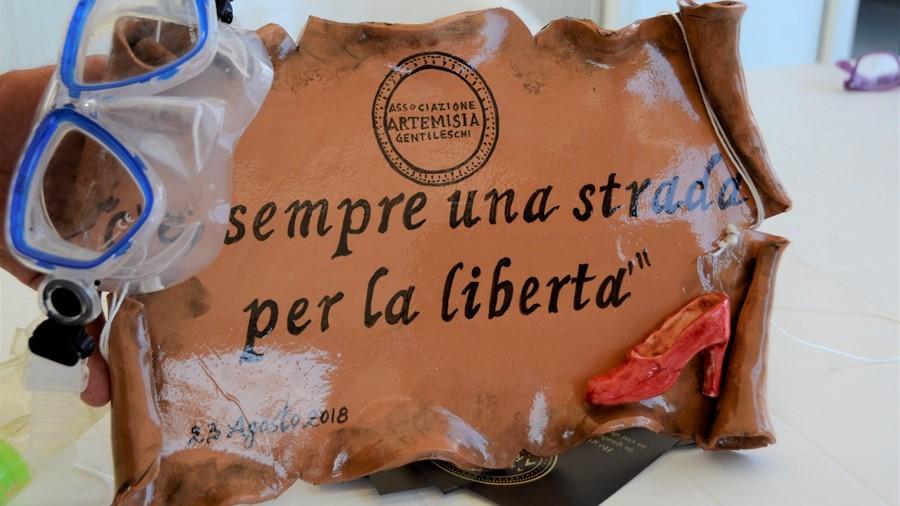 ASSOCIAZIONE
ARTEMISIA
GENTILESCHI
"c'è sempre una strada
per la liberta'"
23 Agosto 2018